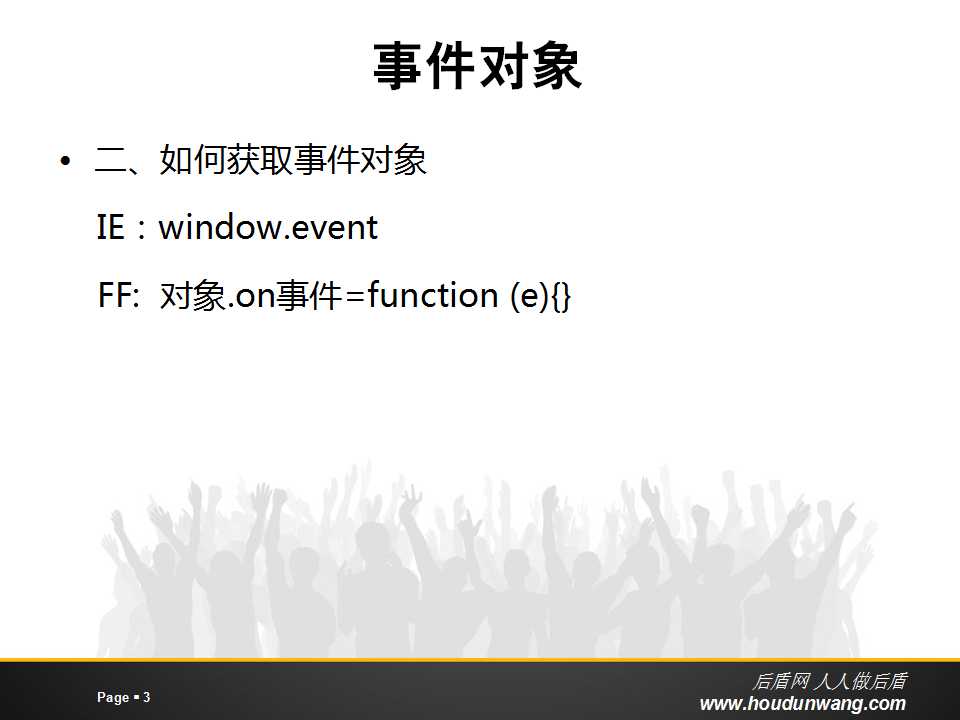 事件对象
• 二、如何获取事件对象
IE：window.event
FF: 对象.on事件=function (e){}
Page ▪ 3
后盾网 人人做后盾
www.houdunwang.com